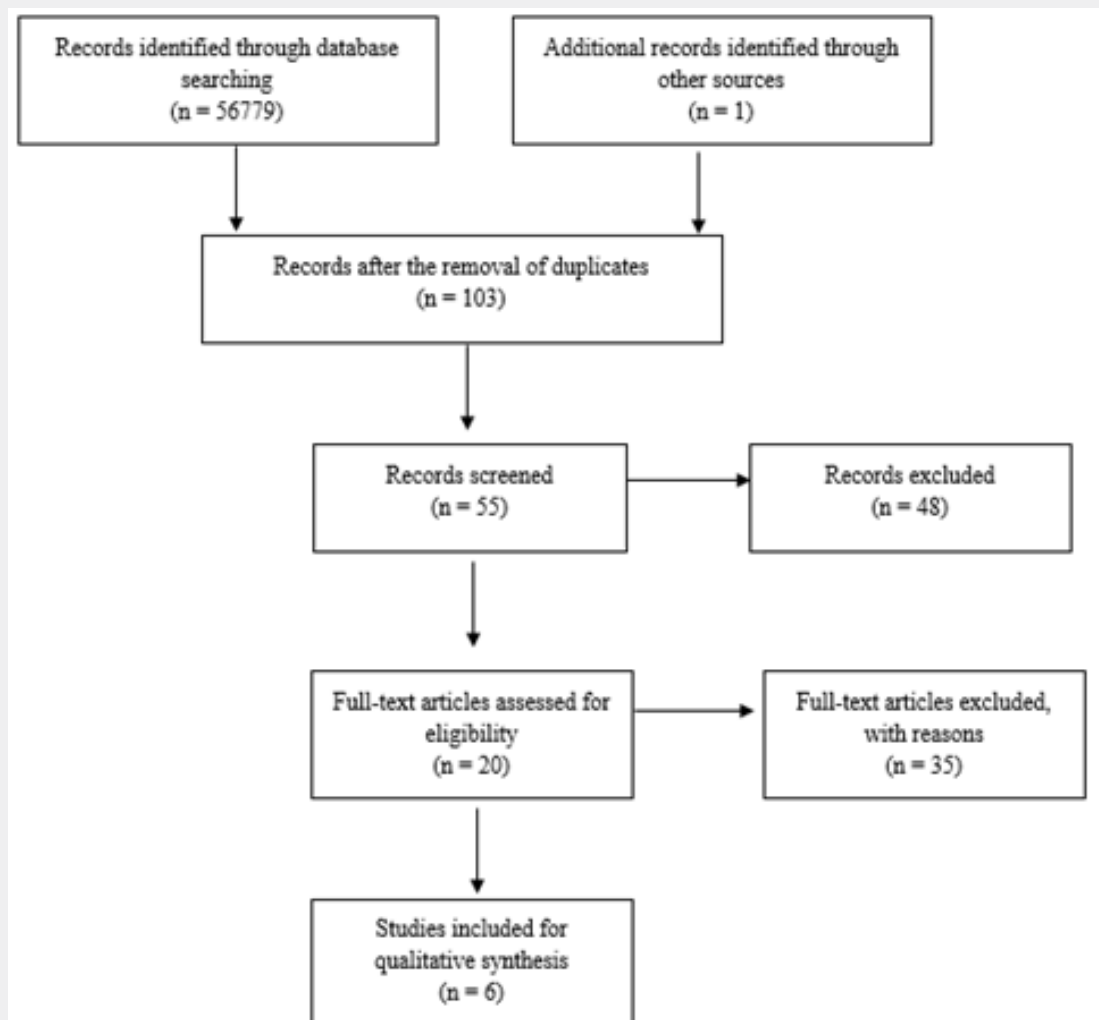 Records identified through database
searching
(n = 56779)
Additional records identified through
other sources
(n = 1)
Records after the removal of duplicates
(n = 103)
Records screened
(n = 55)
Records excluded
(n = 48)
Full-text articles assessed for
eligibility
(n = 20)
Full-text articles excluded,
with reasons
(n = 35)
Studies included for
qualitative synthesis
(n = 6)